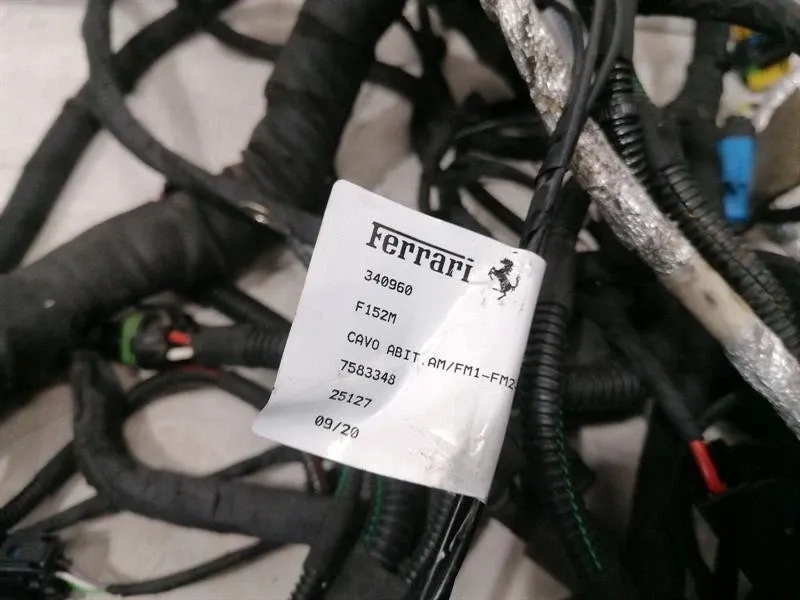 Ferrari
340960
F152M
CAVO ABIT.AM/FM1-FM2
7583348
25127
09/20